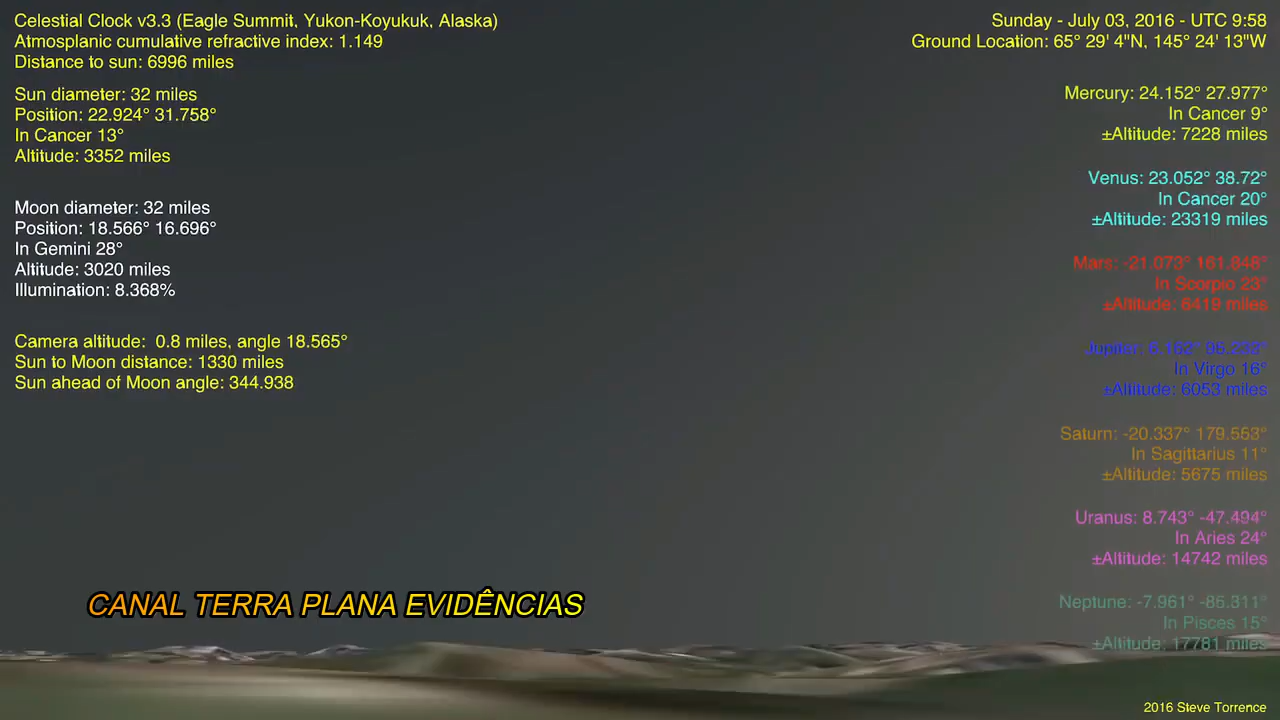 Celestial Clock v3.3 (Eagle Summit, Yukon-Koyukuk, Alaska)
Atmosplanic cumulative refractive index: 1.149
Distance to sun: 6996 miles
Sun diameter: 32 miles
Position: 22.924° 31.758°
In Cancer 13°
Altitude: 3352 miles
Moon diameter: 32 miles
Position: 18.566° 16.696°
In Gemini 28°
Altitude: 3020 miles
Illumination: 8.368%
Camera altitude:  0.8 miles, angle 18.565°
Sun to Moon distance: 1330 miles
Sun ahead of Moon angle: 344.938
Sunday - July 03, 2016 - UTC 9:58
Ground Location: 65° 29' 4"N, 145° 24' 13"W
Mercury: 24.152° 27.977°
In Cancer 9°
±Altitude: 7228 miles
Venus: 23.052° 38.72°
In Cancer 20°
±Altitude: 23319 miles
Mars: -21.073° 161.848°
In Scorpio 23°
±Altitude: 6419 miles
Jupiter:
In Virgo 16°
±Altitude: 6053 miles
Saturn: -20.337° 179.553°
In Sagittarius 11°
±Altitude: 5675 miles
Uranus: 8.743° -47.494°
In Aries 24°
±Altitude: 14742 miles
Neptune: -7.961° -85.311°
In Pisces 15°
±Altitude: 17781 miles
CANAL TERRA PLANA EVIDÊNCIAS
2016 Steve Torrence